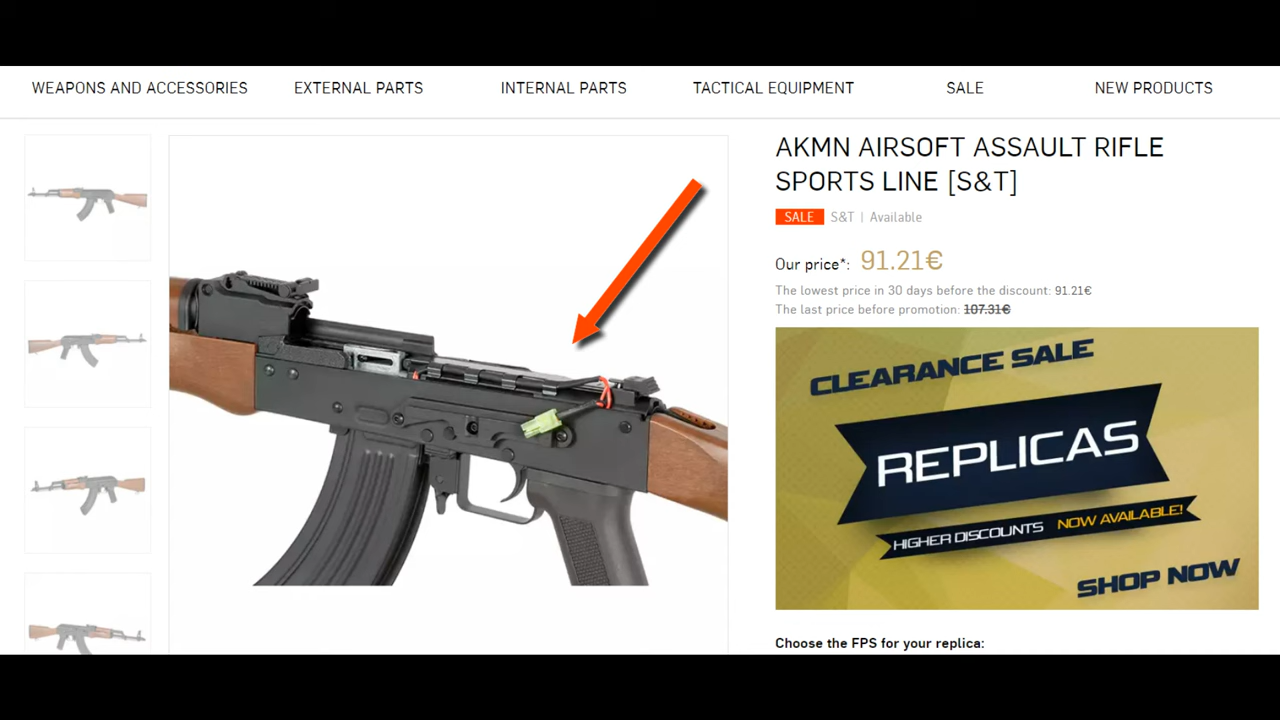 WEAPONS AND ACCESSORIES
EXTERNAL PARTS
INTERNAL PARTS
TACTICAL EQUIPMENT
SALE
NEW PRODUCTS
AKMN AIRSOFT ASSAULT RIFLE
SPORTS LINE [S&T]
SALE S&T | Available
Our price*: 91.21€
The lowest price in 30 days before the discount: 91.21€
The last price before promotion: 107.31€
CLEARANCE SALE
REPLICAS
HIGHER DISCOUNTS NOW AVAILABLE!
SHOP NOW
Choose the FPS for your replica: